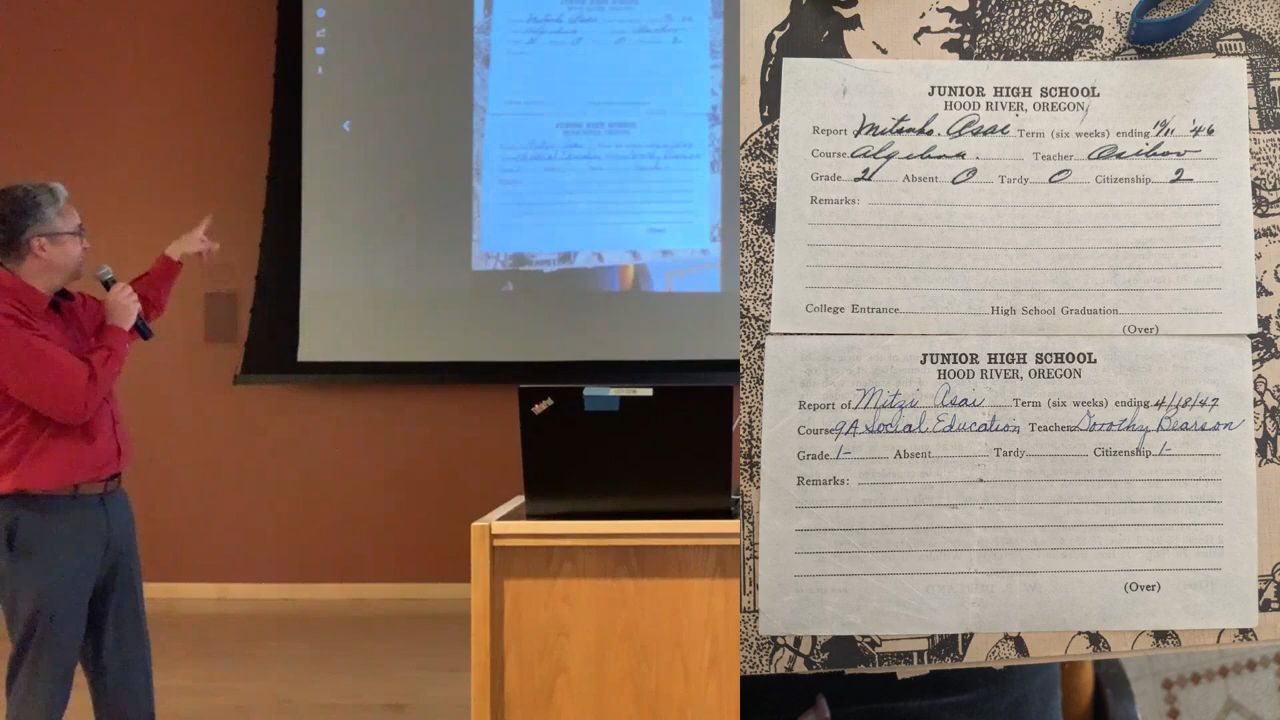 JUNIOR HIGH SCHOOL
HOOD RIVER, OREGON
Report of Mitsuko Asai Term (six weeks) ending 10/11 '46
Course Algebra. Teacher
Grade 2 Absent 0 Tardy 0 Citizenship 2
Remarks:
College Entrance High School Graduation
(Over)
JUNIOR HIGH SCHOOL
HOOD RIVER, OREGON
Report of Mitzi Asai Term (six weeks) ending 4/18/47
Course 9A Social Education Teacher Dorothy Pearson
Grade 1- Absent Tardy Citizenship 1-
Remarks:
(Over)